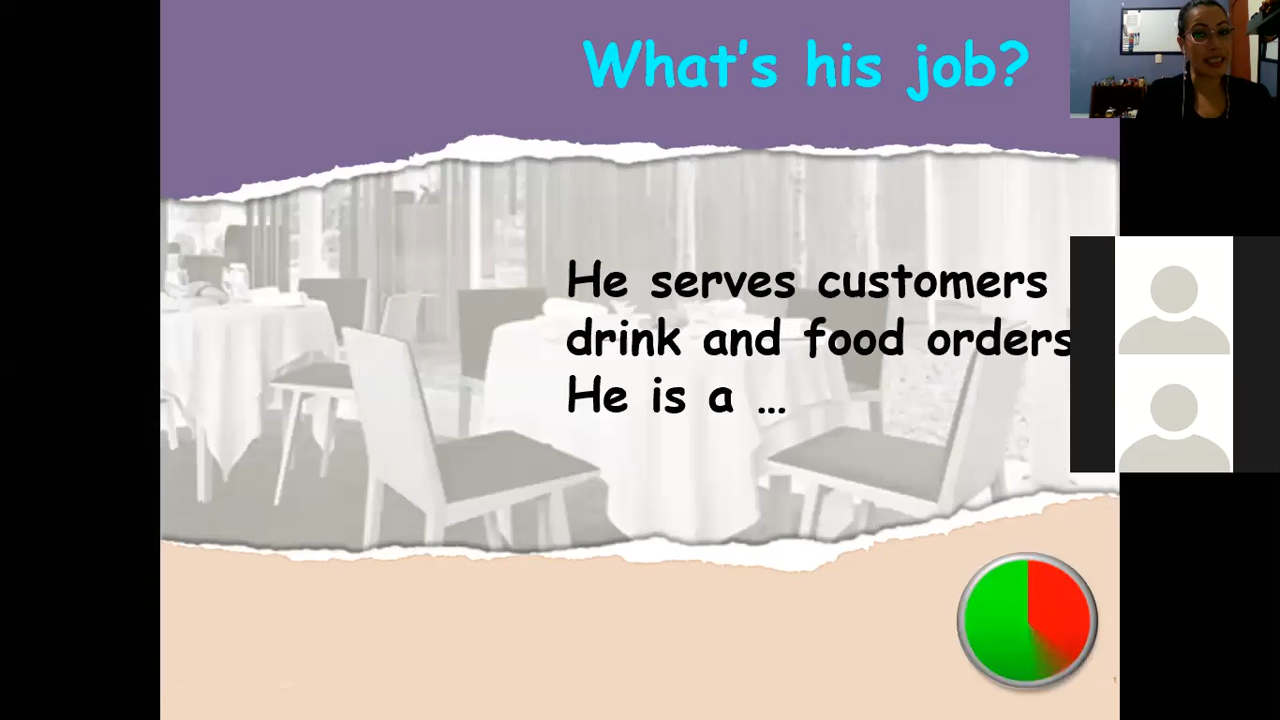 What's his job?
He serves customers
drink and food orders
He is a …